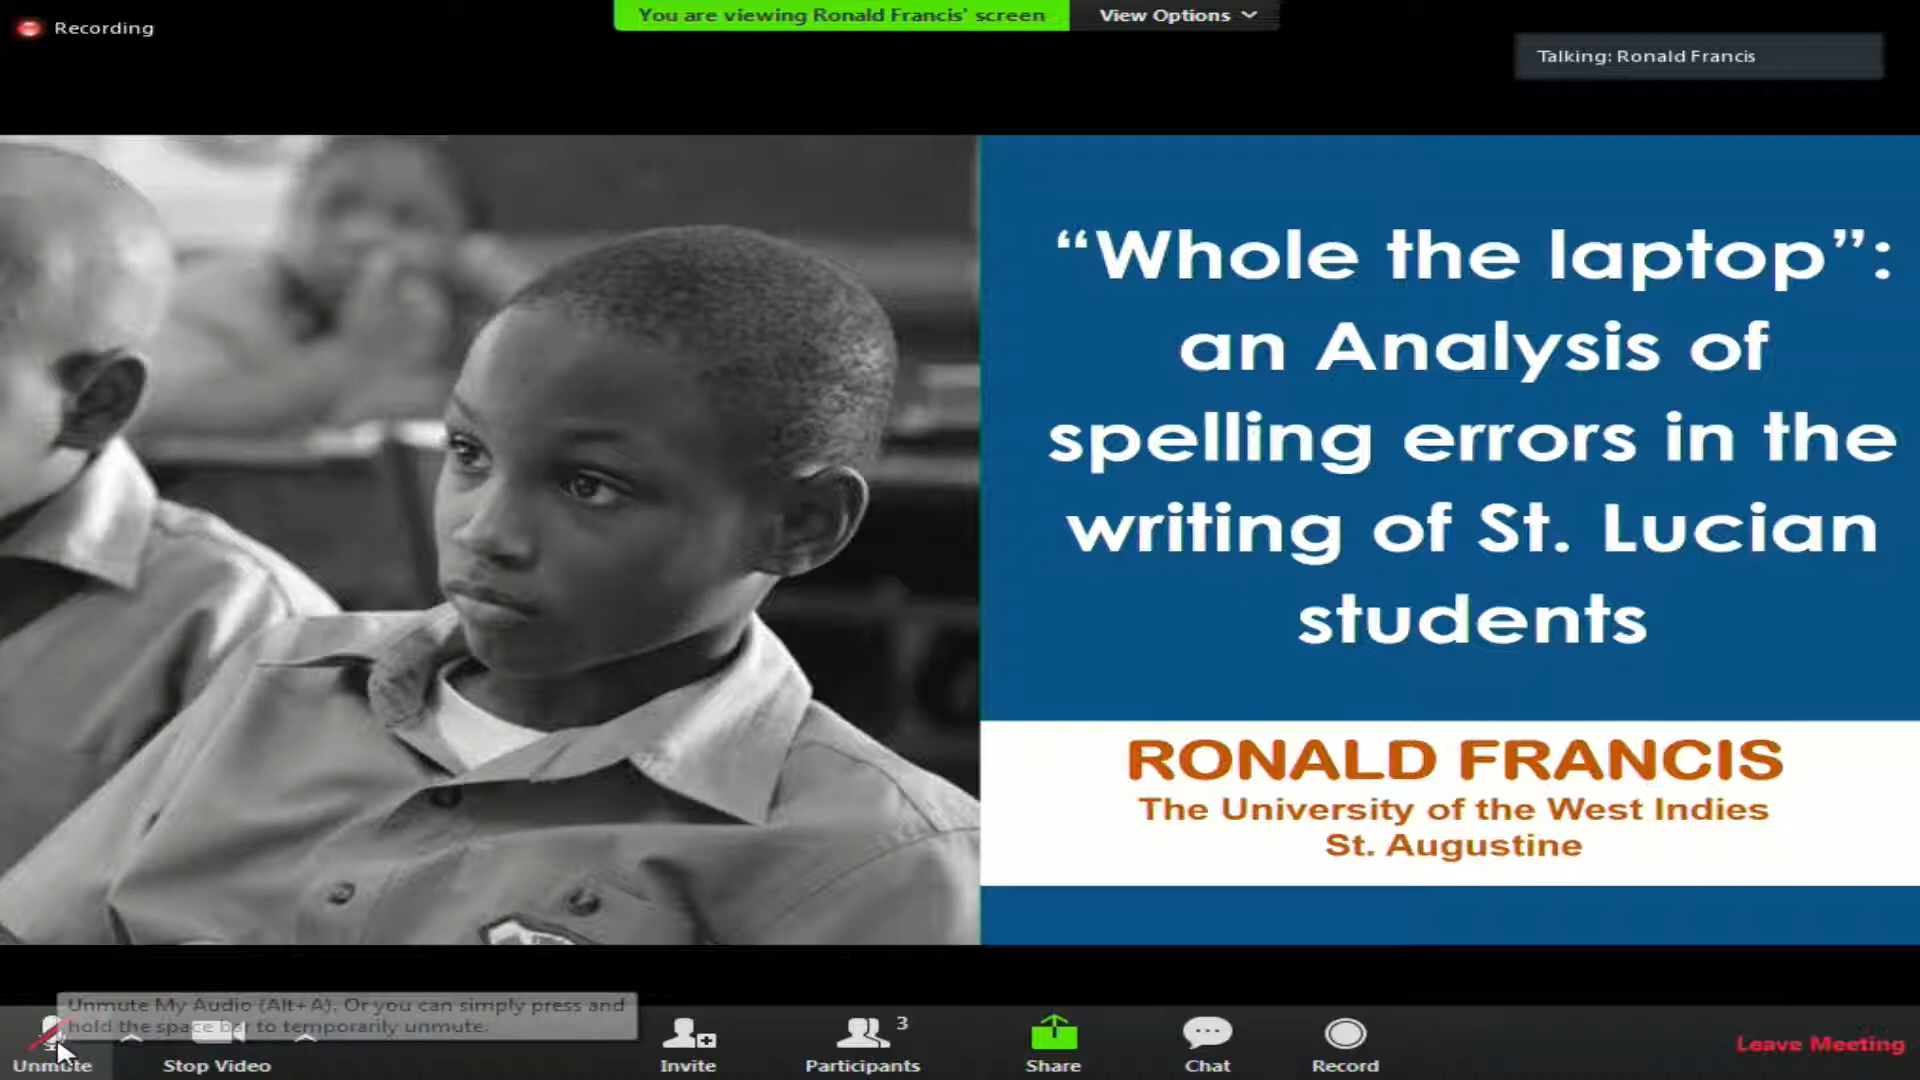 You are viewing Ronald Francis' screen
View Options
Recording
Talking: Ronald Francis
“Whole the laptop”:
an Analysis of
spelling errors in the
writing of St. Lucian
students
RONALD FRANCIS
The University of the West Indies
St. Augustine
Unmute My Audio (Alt+A). Or you can simply press and
hold the space bar to temporarily unmute.
Unmute
Stop Video
Invite
Participants
3
Share
Chat
Record
Leave Meeting